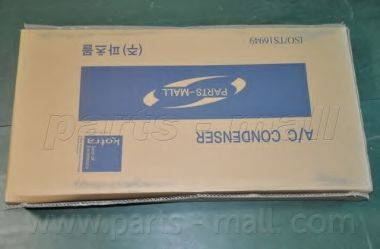 ISO/TS16949
(주)파츠몰
PARTS-MALL
A/C CONDENSER
kotra
parts - mall
www.parts-mall.com